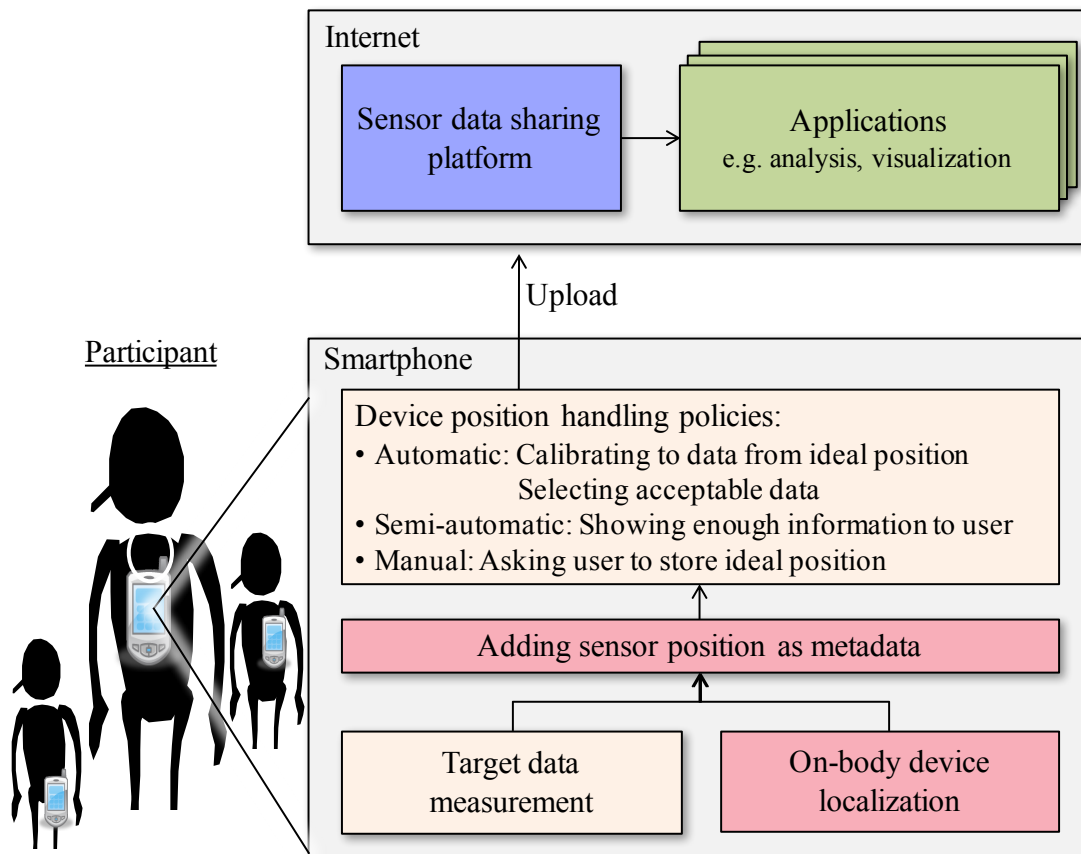 Internet
Sensor data sharing
platform
Applications
e.g. analysis, visualization
Upload
Participant
Smartphone
Device position handling policies:
• Automatic: Calibrating to data from ideal position
Selecting acceptable data
• Semi-automatic: Showing enough information to user
• Manual: Asking user to store ideal position
Adding sensor position as metadata
Target data
measurement
On-body device
localization